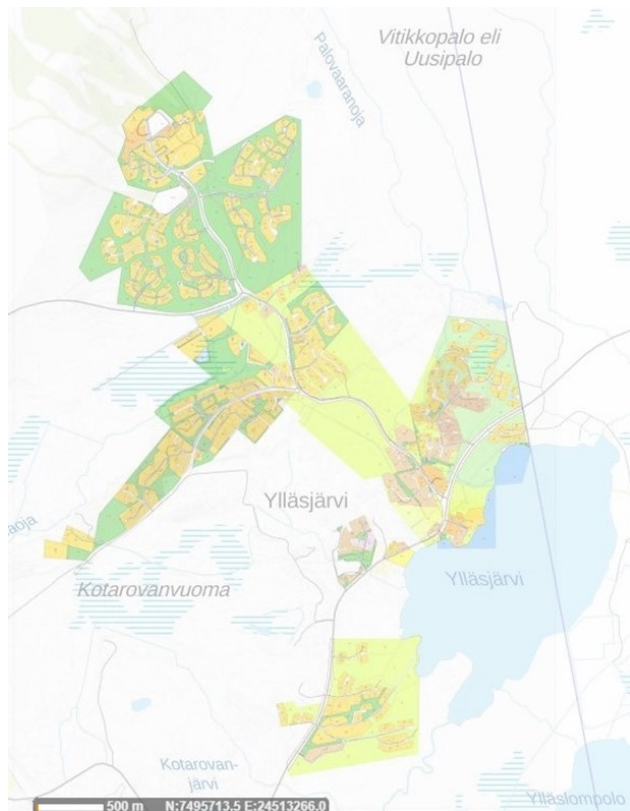 Vitikkopalo eli
Uusipalo
Palovaaranoja
Ylläsjärvi
aoja
Kotarovanvuoma
Ylläsjärvi
Kotarovan-
järvi
Ylläslompolo
500 m N:7495713.5 E:24513266.0